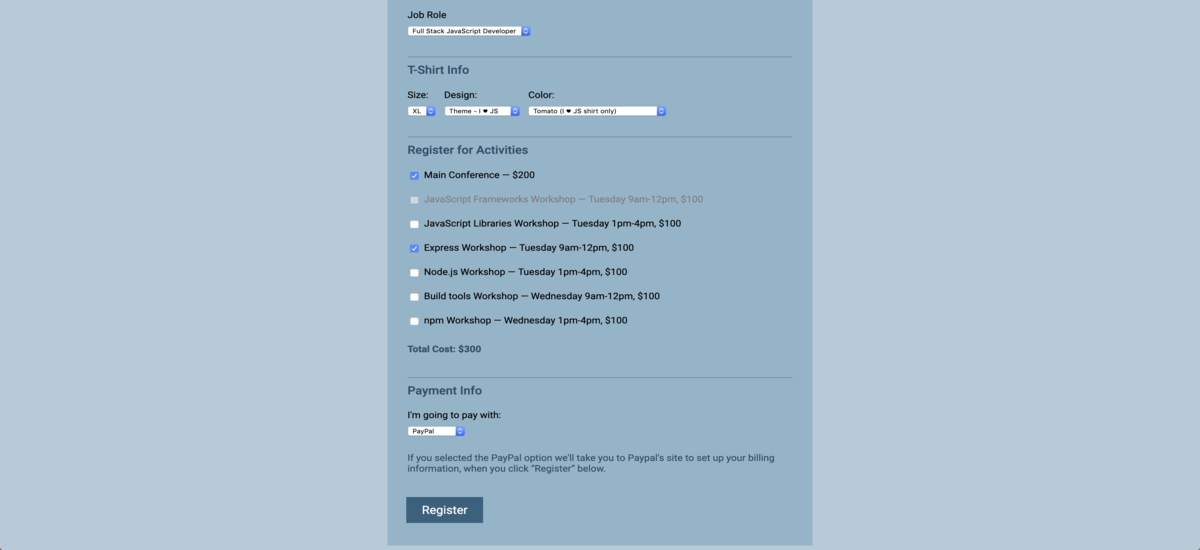 Job Role
Full Stack JavaScript Developer
T-Shirt Info
Size: Design: Color:
XL Theme - I ♥ JS Tomato (I ♥ JS shirt only)
Register for Activities
Main Conference — $200
JavaScript Frameworks Workshop — Tuesday 9am-12pm, $100
JavaScript Libraries Workshop — Tuesday 1pm-4pm, $100
Express Workshop — Tuesday 9am-12pm, $100
Node.js Workshop — Tuesday 1pm-4pm, $100
Build tools Workshop — Wednesday 9am-12pm, $100
npm Workshop — Wednesday 1pm-4pm, $100
Total Cost: $300
Payment Info
I'm going to pay with:
PayPal
If you selected the PayPal option we'll take you to Paypal's site to set up your billing
information, when you click "Register" below.
Register